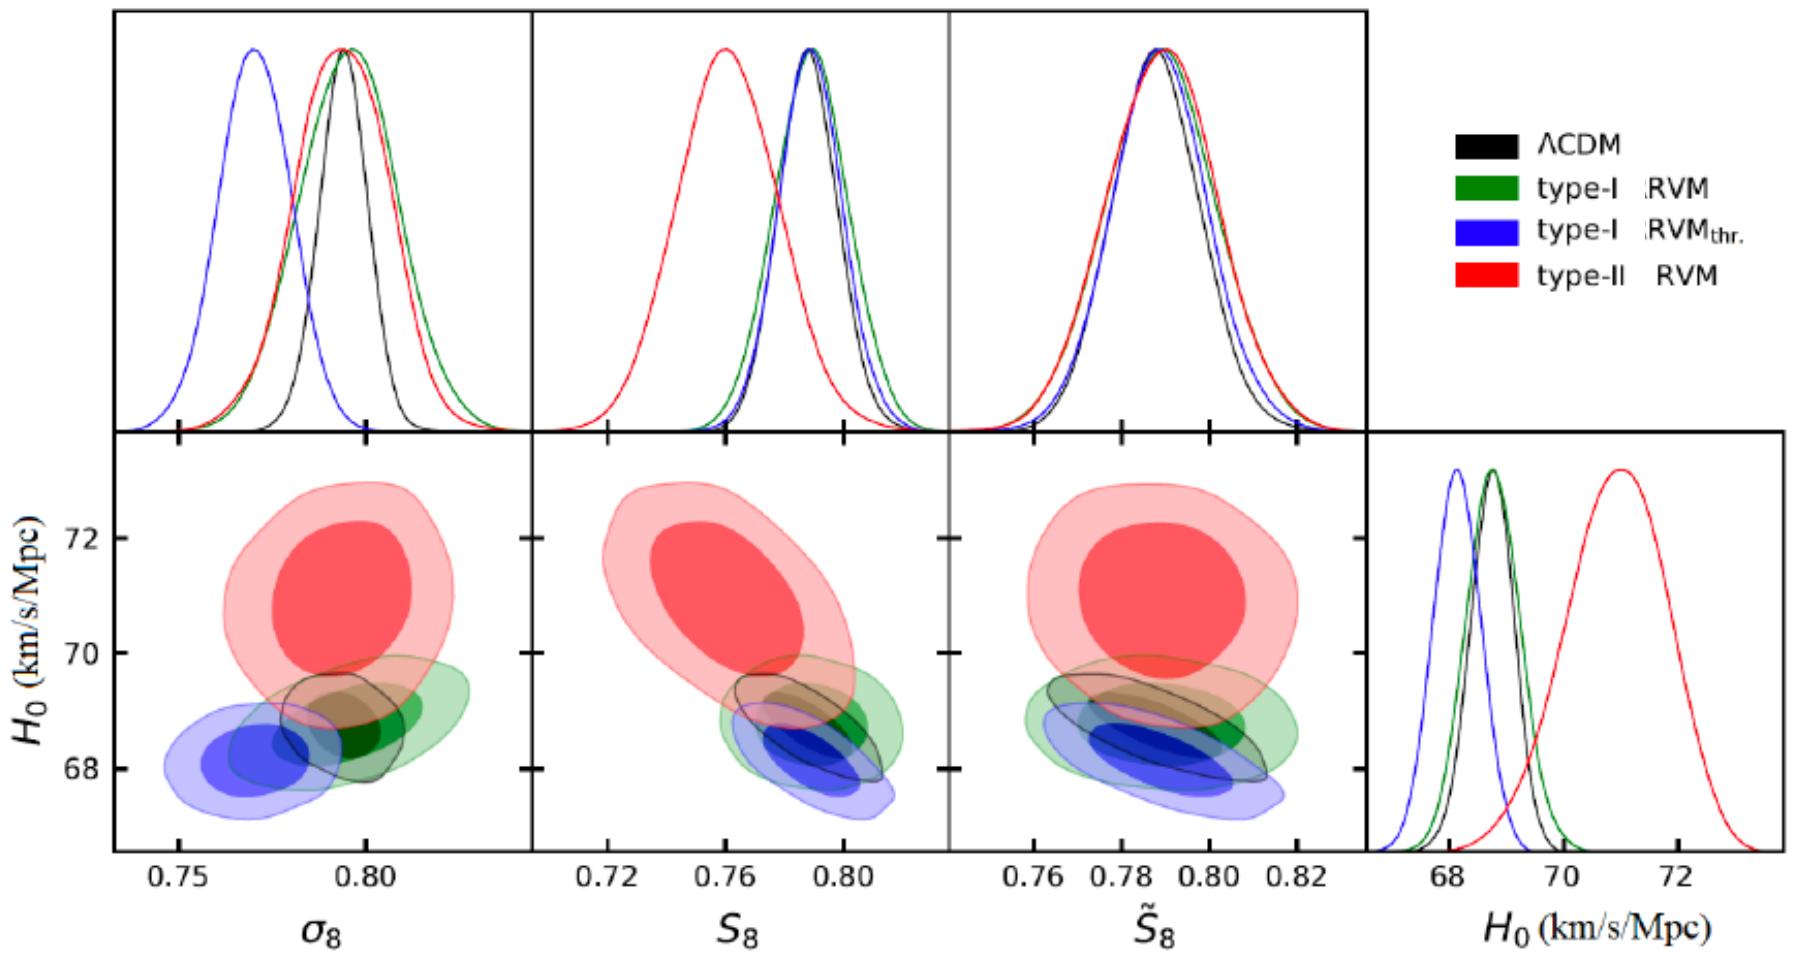 ΛCDM
type-I RVM
type-I RVMthr.
type-II RVM
H₀ (km/s/Mpc)
72
70
68
0.75 0.80
0.72 0.76 0.80
0.76 0.78 0.80 0.82
68 70 72
σ₈
S₈
S̃₈
H₀ (km/s/Mpc)